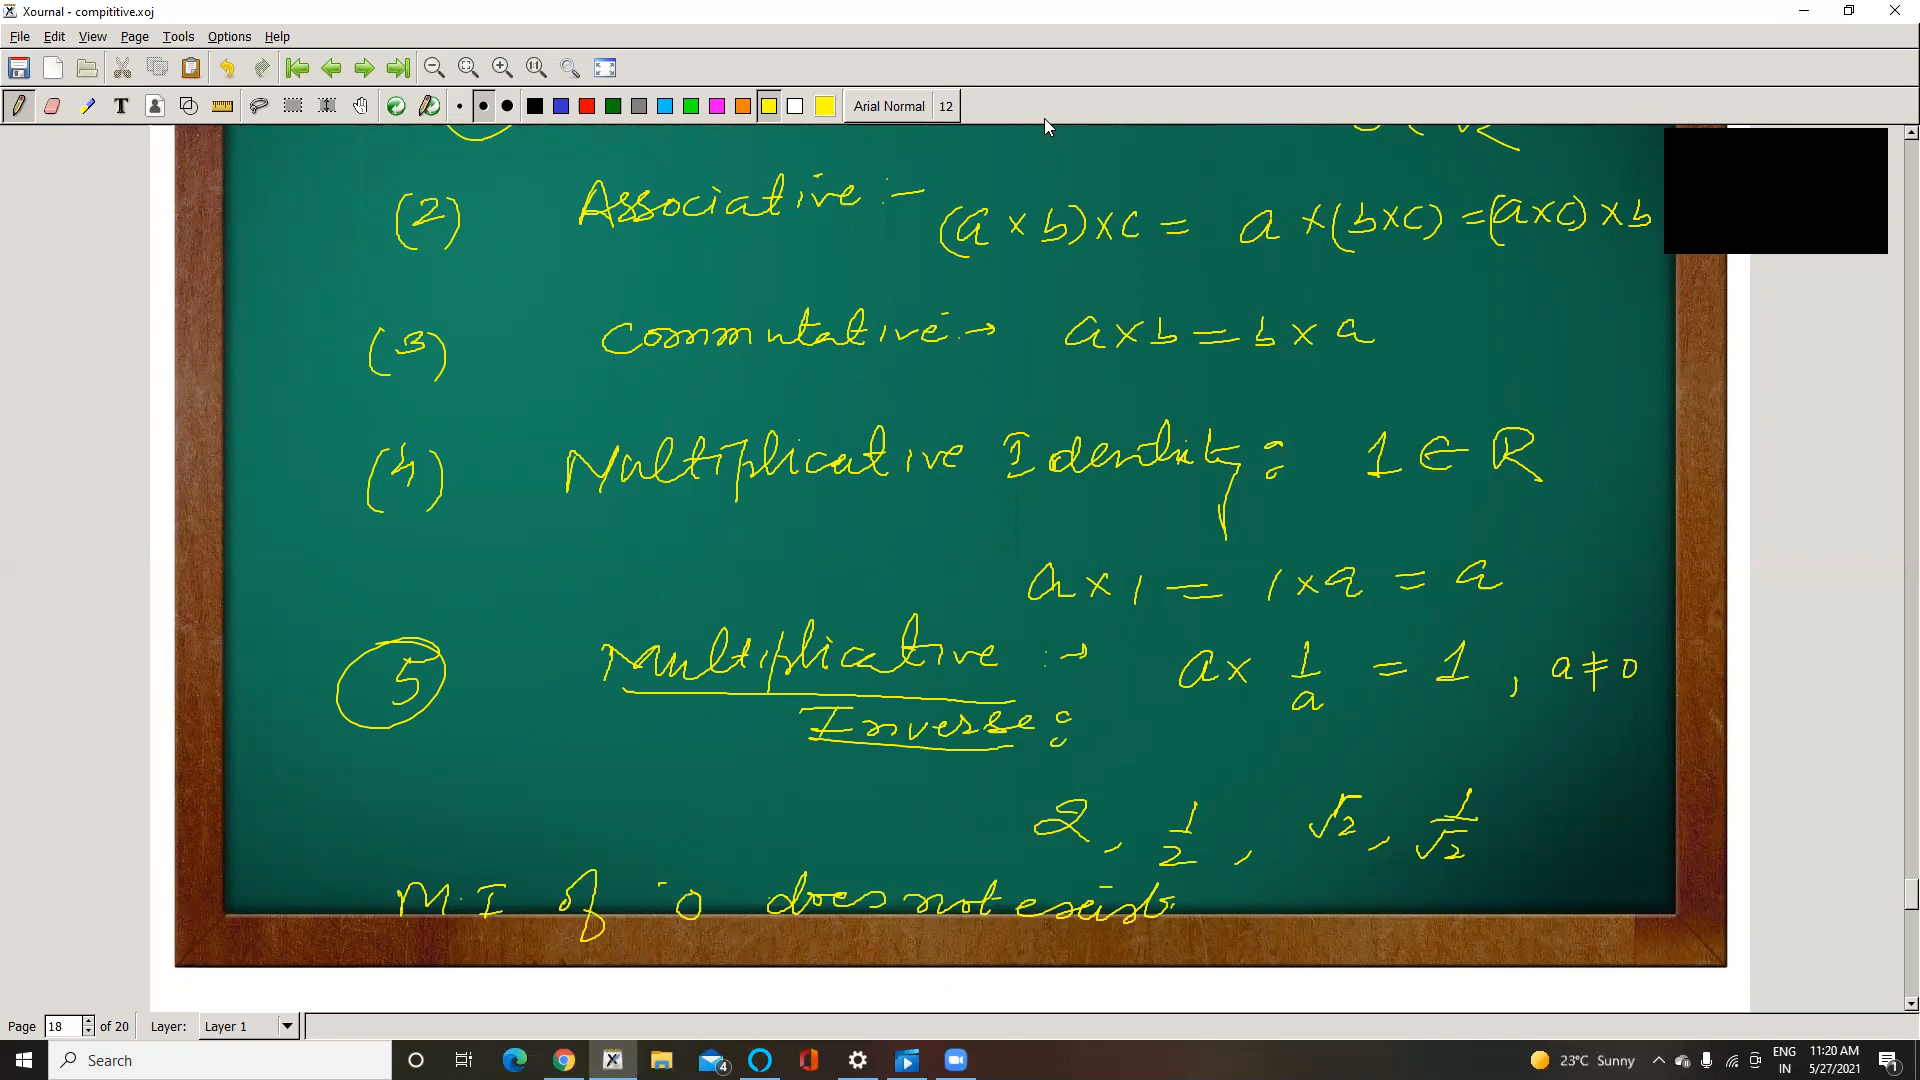 Xournal - compititive.xoj
File Edit View Page Tools Options Help
Arial Normal 12
(2) Associative :- (a × b) × c = a × (b × c) = (a × c) × b
(3) Commutative → a × b = b × a
(4) Multiplicative Identity : 1 ∈ R
a × 1 = 1 × a = a
5 Multiplicative :→ a × 1/a = 1 , a ≠ 0
Inverse :
2 , 1/2 , √2 , 1/√2
M.I of 0 does not exist.
Page 18 of 20 Layer: Layer 1
Search 4 23°C Sunny ENG IN 11:20 AM 5/27/2021 1